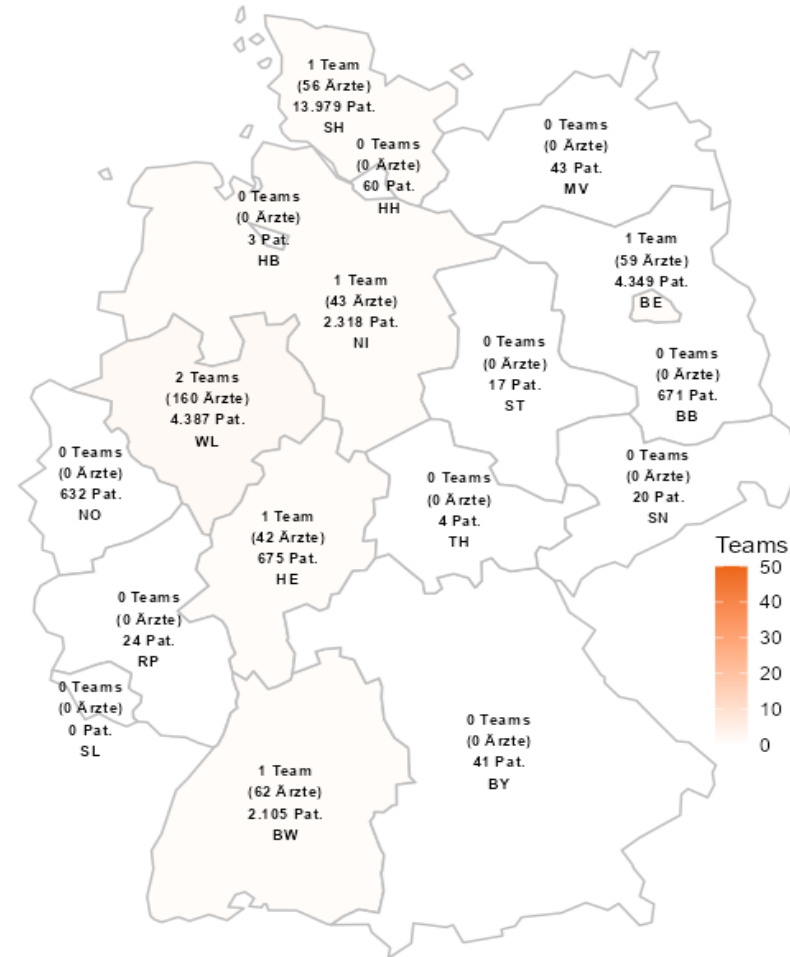 1 Team
(56 Ärzte)
13.979 Pat.
SH
0 Teams
(0 Ärzte)
60 Pat.
HH
0 Teams
(0 Ärzte)
43 Pat.
MV
0 Teams
(0 Ärzte)
3 Pat.
HB
1 Team
(59 Ärzte)
4.349 Pat.
BE
1 Team
(43 Ärzte)
2.318 Pat.
NI
0 Teams
(0 Ärzte)
17 Pat.
ST
0 Teams
(0 Ärzte)
671 Pat.
BB
2 Teams
(160 Ärzte)
4.387 Pat.
WL
0 Teams
(0 Ärzte)
632 Pat.
NO
0 Teams
(0 Ärzte)
20 Pat.
SN
0 Teams
(0 Ärzte)
4 Pat.
TH
1 Team
(42 Ärzte)
675 Pat.
HE
0 Teams
(0 Ärzte)
24 Pat.
RP
0 Teams
(0 Ärzte)
0 Pat.
SL
0 Teams
(0 Ärzte)
41 Pat.
BY
1 Team
(62 Ärzte)
2.105 Pat.
BW
Teams
50
40
30
20
10
0